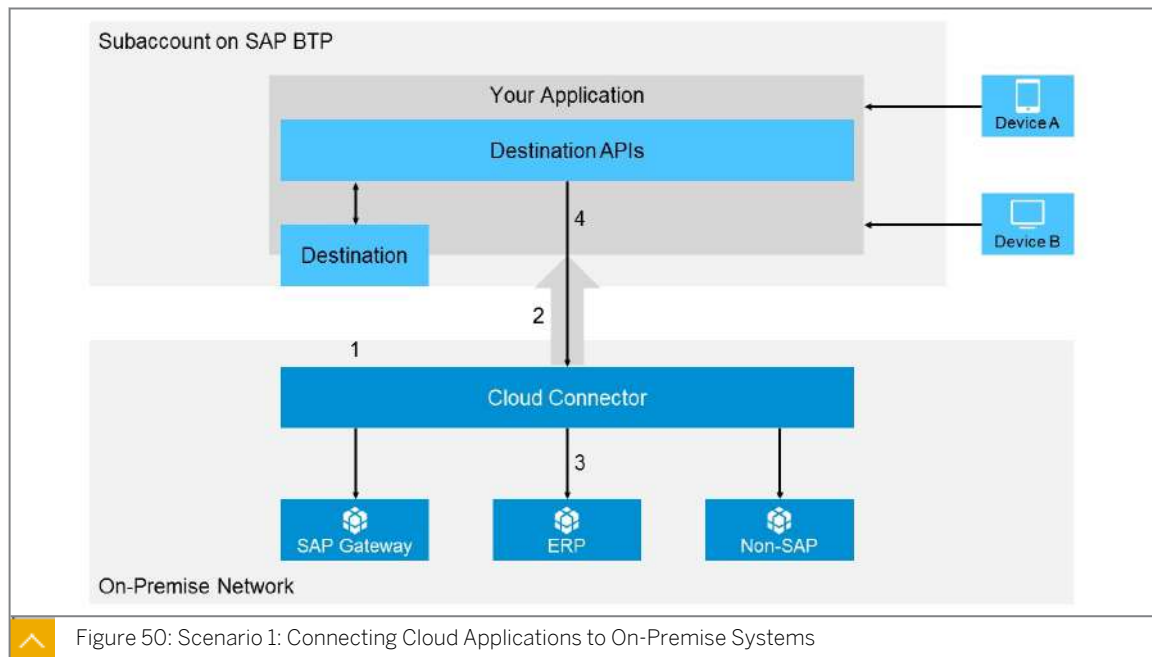 Subaccount on SAP BTP
Your Application
Destination APIs
Device A
4
Destination
Device B
2
1
Cloud Connector
3
SAP Gateway
ERP
Non-SAP
On-Premise Network
Figure 50: Scenario 1: Connecting Cloud Applications to On-Premise Systems